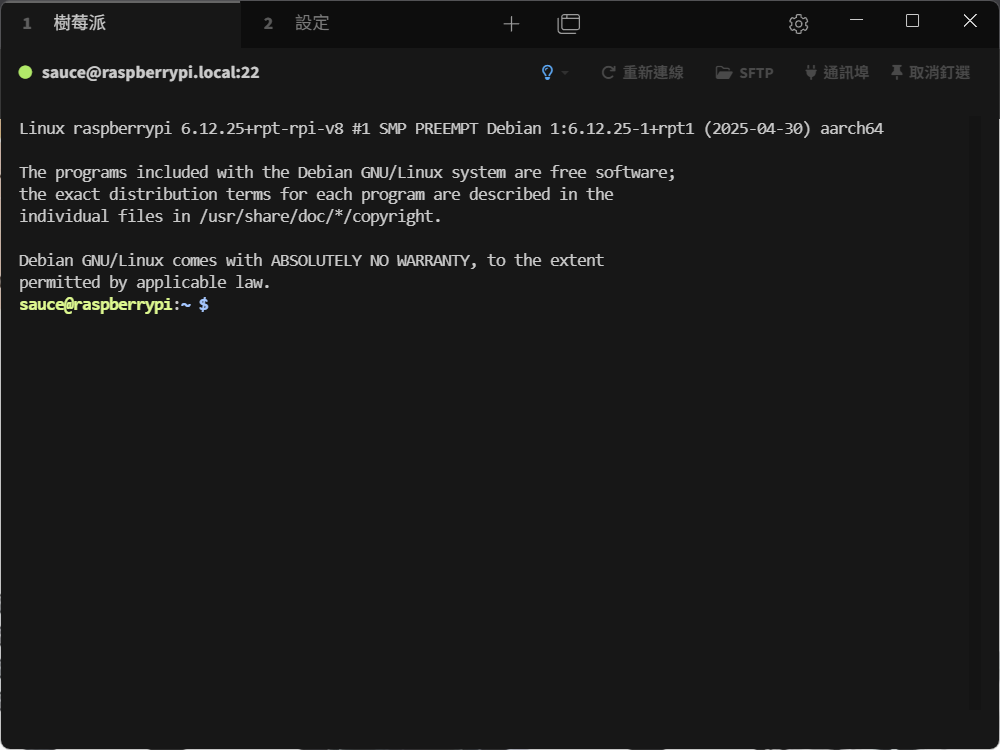 1 樹莓派 2 設定
sauce@raspberrypi.local:22 重新連線 SFTP 通訊埠 取消釘選
Linux raspberrypi 6.12.25+rpt-rpi-v8 #1 SMP PREEMPT Debian 1:6.12.25-1+rpt1 (2025-04-30) aarch64
The programs included with the Debian GNU/Linux system are free software;
the exact distribution terms for each program are described in the
individual files in /usr/share/doc/*/copyright.
Debian GNU/Linux comes with ABSOLUTELY NO WARRANTY, to the extent
permitted by applicable law.
sauce@raspberrypi:~ $